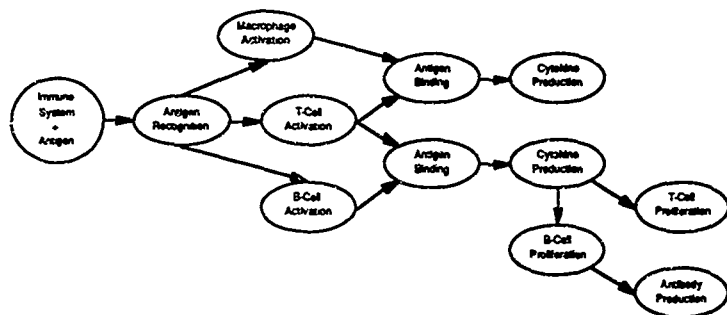 Macrophage
Activation
Antigen
Binding
Cytokine
Production
Immune
System
+
Antigen
Antigen
Recognition
T-Cell
Activation
Antigen
Binding
Cytokine
Production
B-Cell
Activation
T-Cell
Proliferation
B-Cell
Proliferation
Antibody
Production